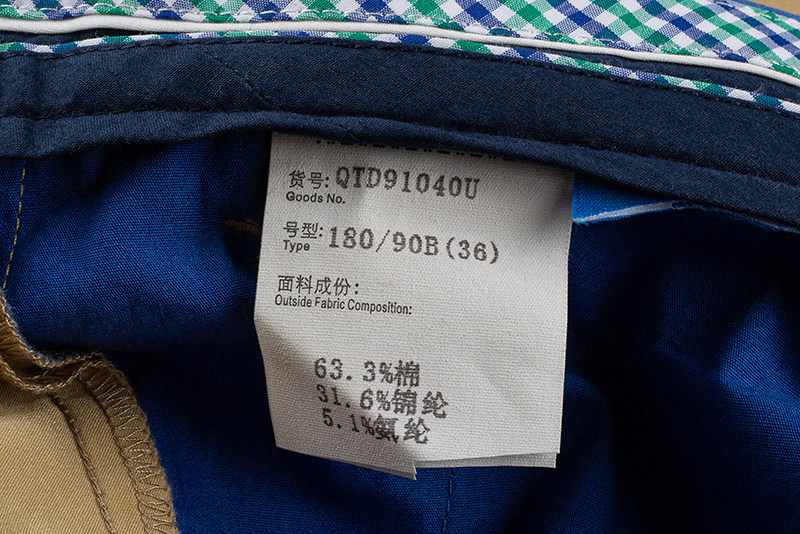 货号: QTD91040U
Goods No.
号型: 180/90B(36)
Type
面料成份:
Outside Fabric Composition:
63.3%棉
31.6%锦纶
5.1%氨纶